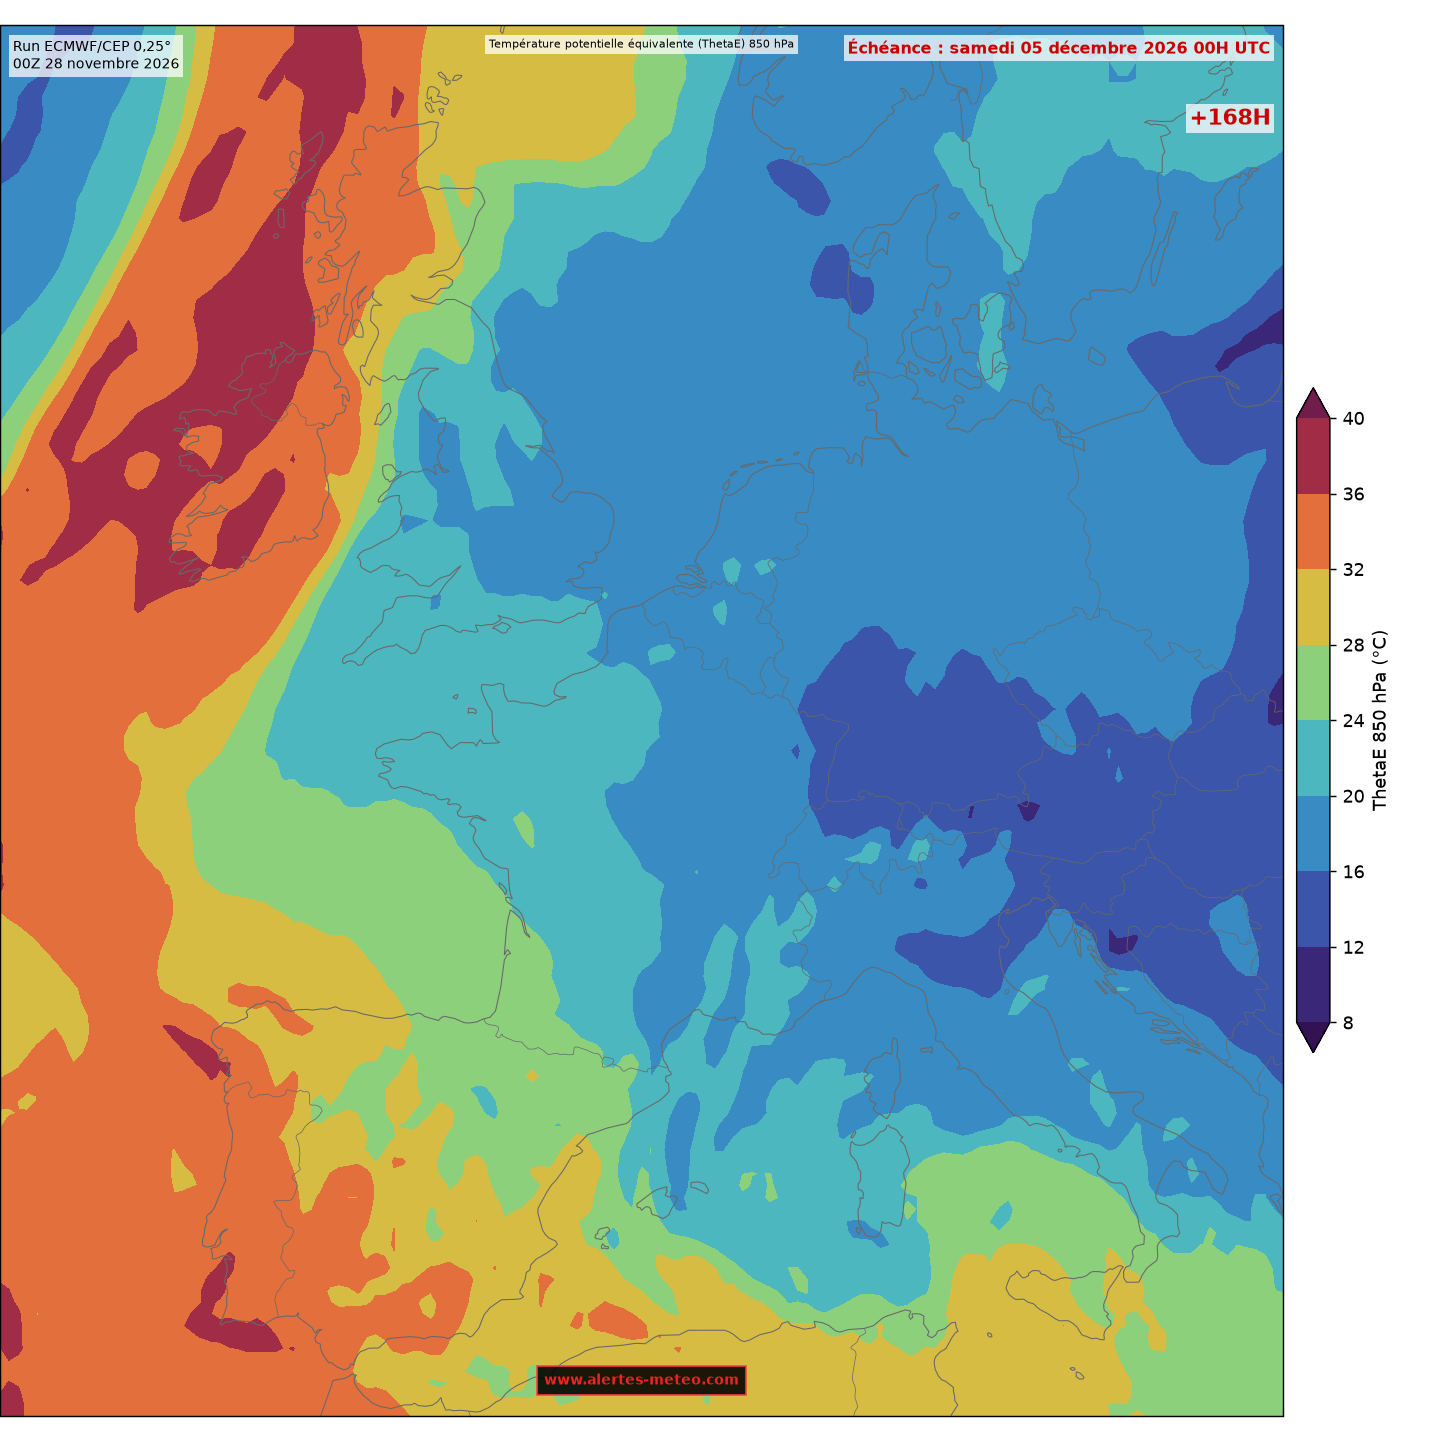 Run ECMWF/CEP 0,25°
00Z 28 novembre 2026
Température potentielle équivalente (ThetaE) 850 hPa
Échéance : samedi 05 décembre 2026 00H UTC
+168H
40
36
32
28
24
20
16
12
8
ThetaE 850 hPa (°C)
www.alertes-meteo.com